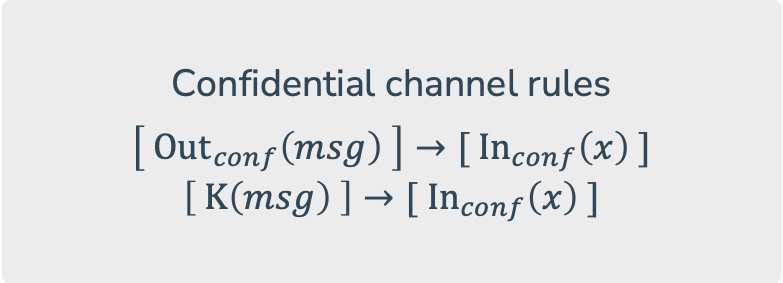 Confidential channel rules
[ Out_conf(msg) ] → [ In_conf(x) ]
[ K(msg) ] → [ In_conf(x) ]